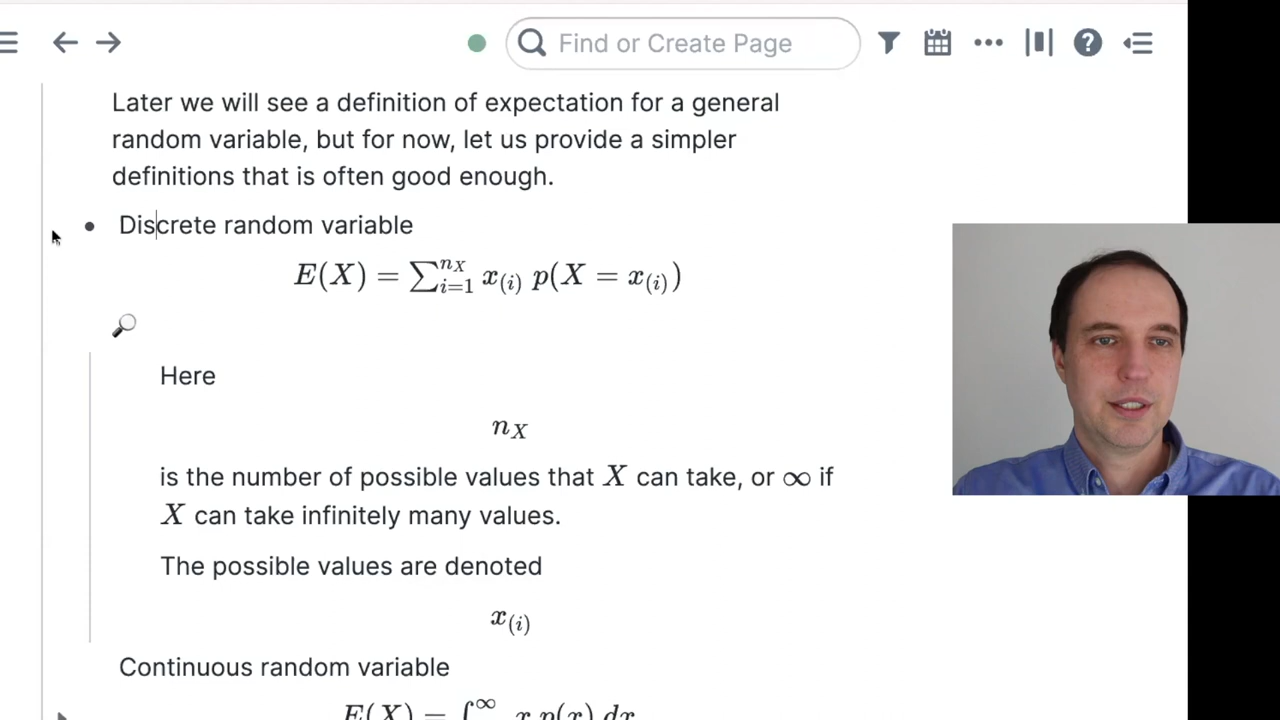 Find or Create Page
Later we will see a definition of expectation for a general
random variable, but for now, let us provide a simpler
definitions that is often good enough.
Discrete random variable
E(X) = ∑_{i=1}^{n_X} x_{(i)} p(X = x_{(i)})
Here
n_X
is the number of possible values that X can take, or ∞ if
X can take infinitely many values.
The possible values are denoted
x_{(i)}
Continuous random variable
E(X) = ∫^∞ x p(x) dx